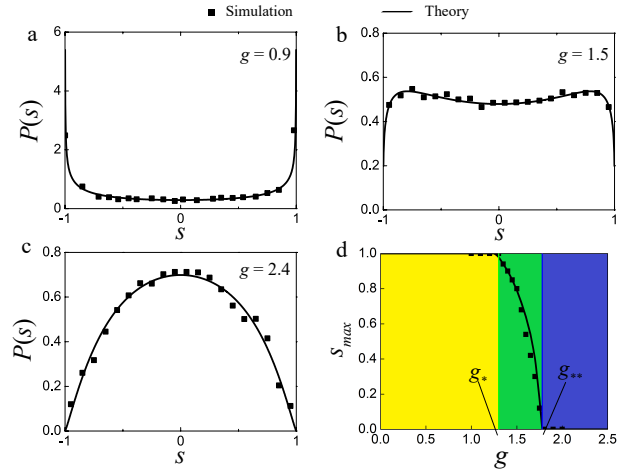 Simulation Theory
a
g = 0.9
P(s)
6
4
2
0
-1 0 1
s
b
g = 1.5
P(s)
0.6
0.4
0.2
0.0
-1 0 1
s
c
g = 2.4
P(s)
0.8
0.6
0.4
0.2
0.0
-1 0 1
s
d
s_max
1.0
0.8
0.6
0.4
0.2
0.0
g* g**
0.0 0.5 1.0 1.5 2.0 2.5
g